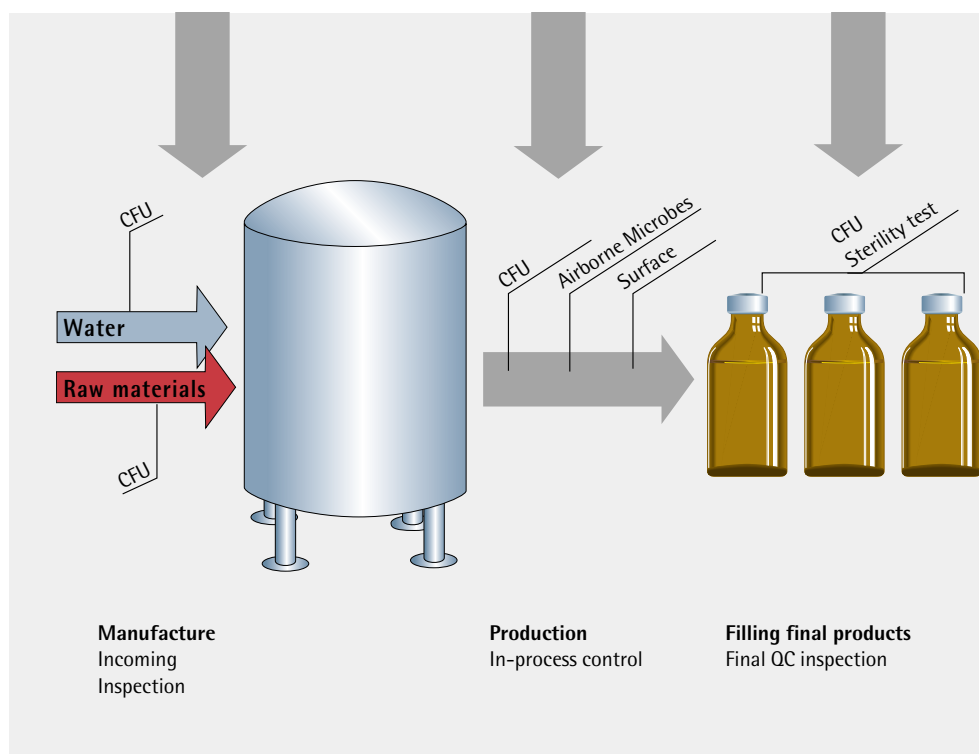 CFU
Water
Raw materials
CFU
CFU
Airborne Microbes
Surface
CFU
Sterility test
Manufacture
Incoming
Inspection
Production
In-process control
Filling final products
Final QC inspection